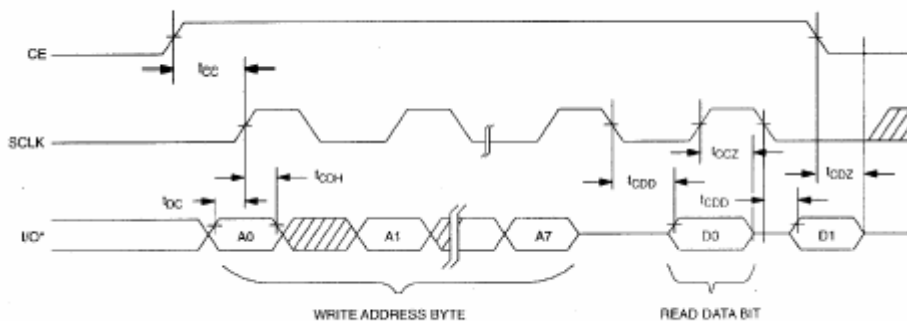 CE
tCC
SCLK
tCCZ
tCDH
tCDD
tCDZ
tDC
tCDD
I/O*
A0
A1
A7
D0
D1
WRITE ADDRESS BYTE
READ DATA BIT